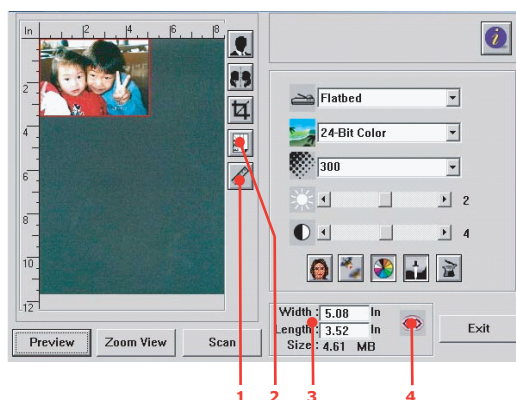 In 2 4 6 8
2
4
6
8
10
12
i
Flatbed
24-Bit Color
300
2
4
Width : 5.08 In
Length : 3.52 In
Size : 4.61 MB
Preview Zoom View Scan
Exit
1 2 3 4